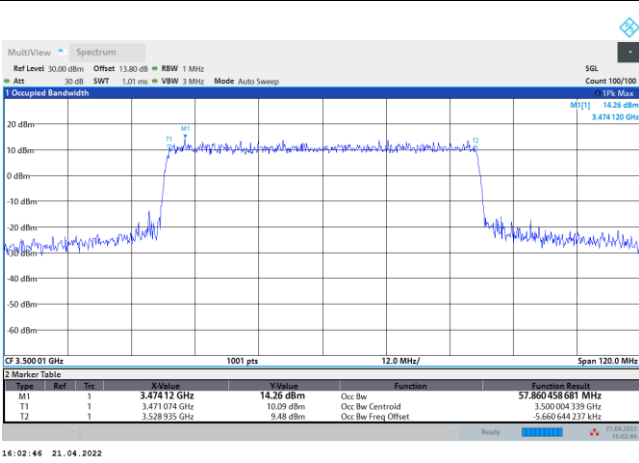 MultiView Spectrum
Ref Level 30.00 dBm Offset 13.80 dB RBW 1 MHz SGL
Att 30 dB SWT 1.01 ms VBW 3 MHz Mode Auto Sweep Count 100/100
1 Occupied Bandwidth 1Pk Max
M1[1] 14.26 dBm
3.474 120 GHz
20 dBm
M1
T1 T2
10 dBm
0 dBm
-10 dBm
-20 dBm
-30 dBm
-40 dBm
-50 dBm
-60 dBm
CF 3.500 01 GHz 1001 pts 12.0 MHz/ Span 120.0 MHz
2 Marker Table
Type Ref Trc X-Value Y-Value Function Function Result
M1 1 3.474 12 GHz 14.26 dBm Occ Bw 57.860 458 681 MHz
T1 1 3.471 074 GHz 10.09 dBm Occ Bw Centroid 3.500 004 339 GHz
T2 1 3.528 935 GHz 9.48 dBm Occ Bw Freq Offset -5.660 644 237 kHz
Ready 21.04.2022
16:02:46
16:02:46 21.04.2022